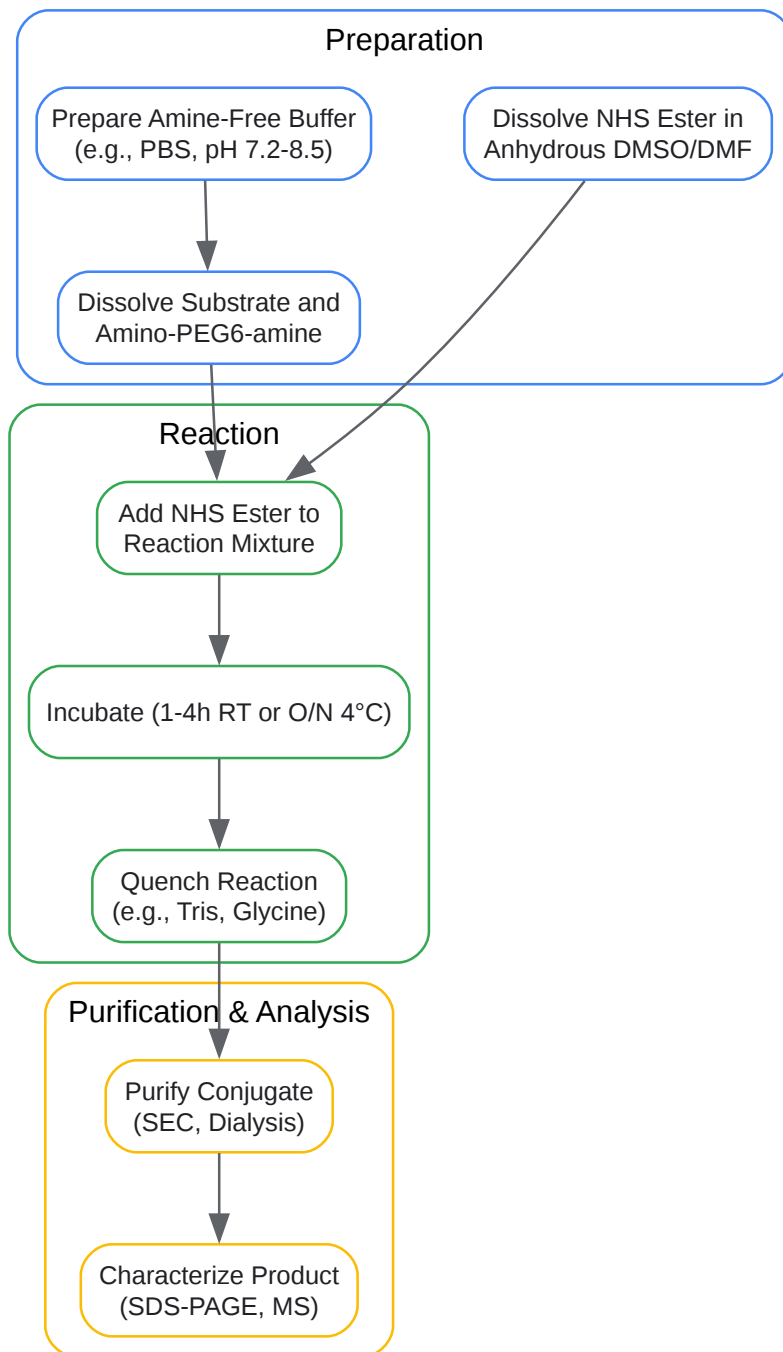 Preparation
Prepare Amine-Free Buffer
(e.g., PBS, pH 7.2-8.5)
Dissolve NHS Ester in
Anhydrous DMSO/DMF
Dissolve Substrate and
Amino-PEG6-amine
Reaction
Add NHS Ester to
Reaction Mixture
Incubate (1-4h RT or O/N 4°C)
Quench Reaction
(e.g., Tris, Glycine)
Purification & Analysis
Purify Conjugate
(SEC, Dialysis)
Characterize Product
(SDS-PAGE, MS)